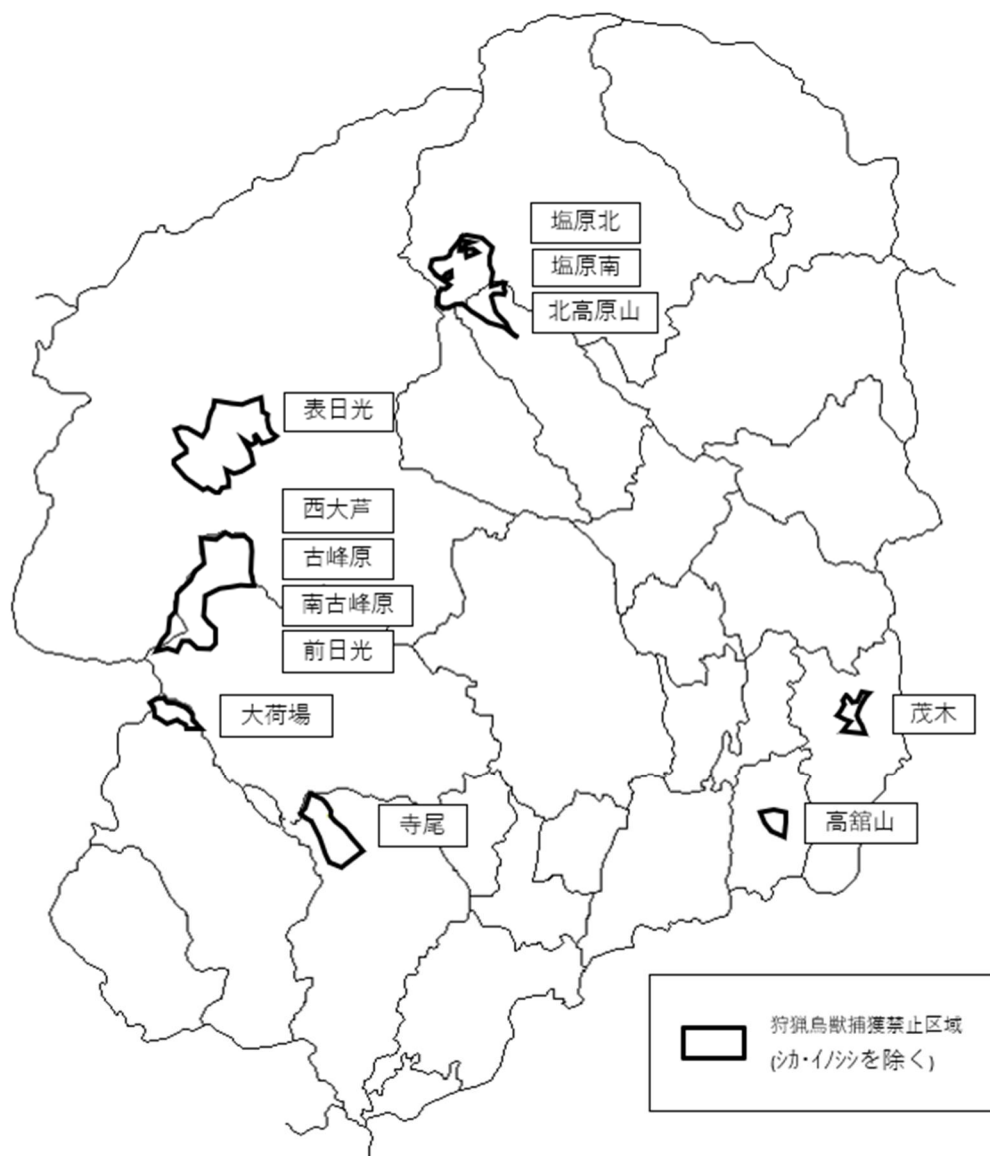 塩原北
塩原南
北高原山
表日光
西大芦
古峰原
南古峰原
前日光
大荷場
茂木
寺尾
高舘山
狩猟鳥獣捕獲禁止区域
(シカ・イノシシを除く)